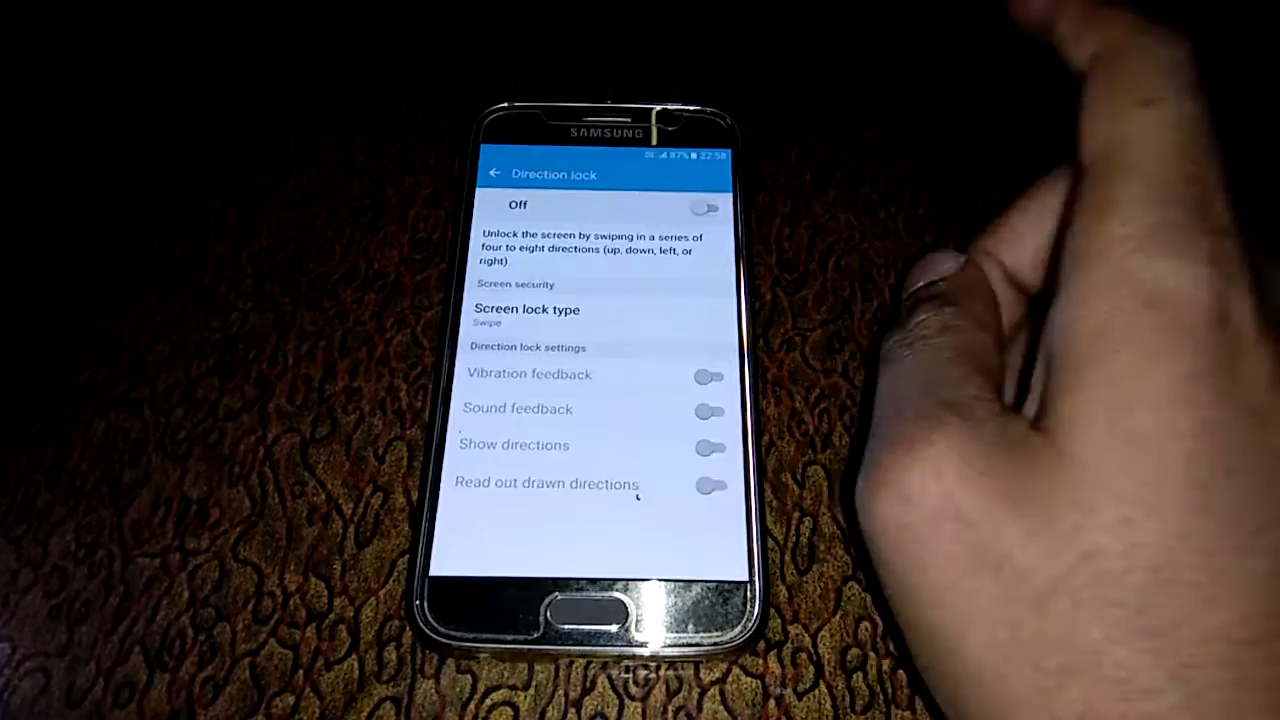 SAMSUNG
87% 22:58
Direction lock
Off
Unlock the screen by swiping in a series of
four to eight directions (up, down, left, or
right).
Screen security
Screen lock type
Swipe
Direction lock settings
Vibration feedback
Sound feedback
Show directions
Read out drawn directions